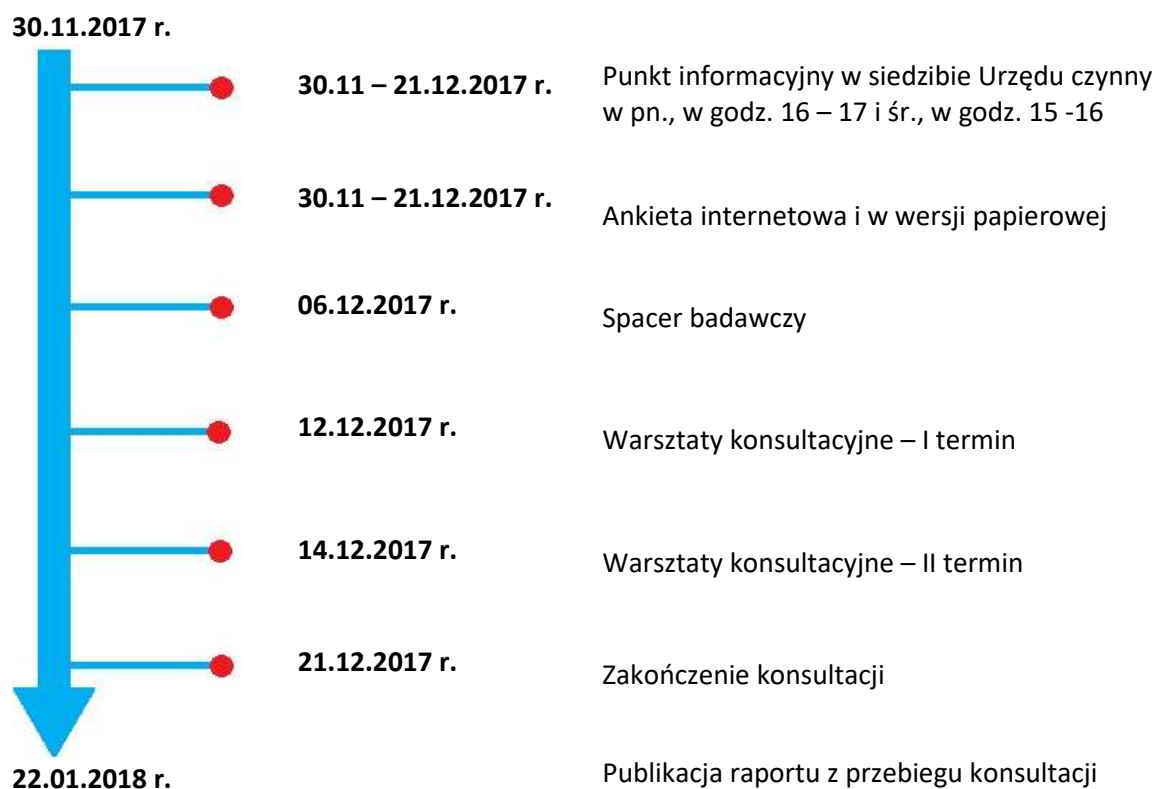 30.11.2017 r.
30.11 – 21.12.2017 r.
Punkt informacyjny w siedzibie Urzędu czynny
w pn., w godz. 16 – 17 i śr., w godz. 15 -16
30.11 – 21.12.2017 r.
Ankieta internetowa i w wersji papierowej
06.12.2017 r.
Spacer badawczy
12.12.2017 r.
Warsztaty konsultacyjne – I termin
14.12.2017 r.
Warsztaty konsultacyjne – II termin
21.12.2017 r.
Zakończenie konsultacji
22.01.2018 r.
Publikacja raportu z przebiegu konsultacji